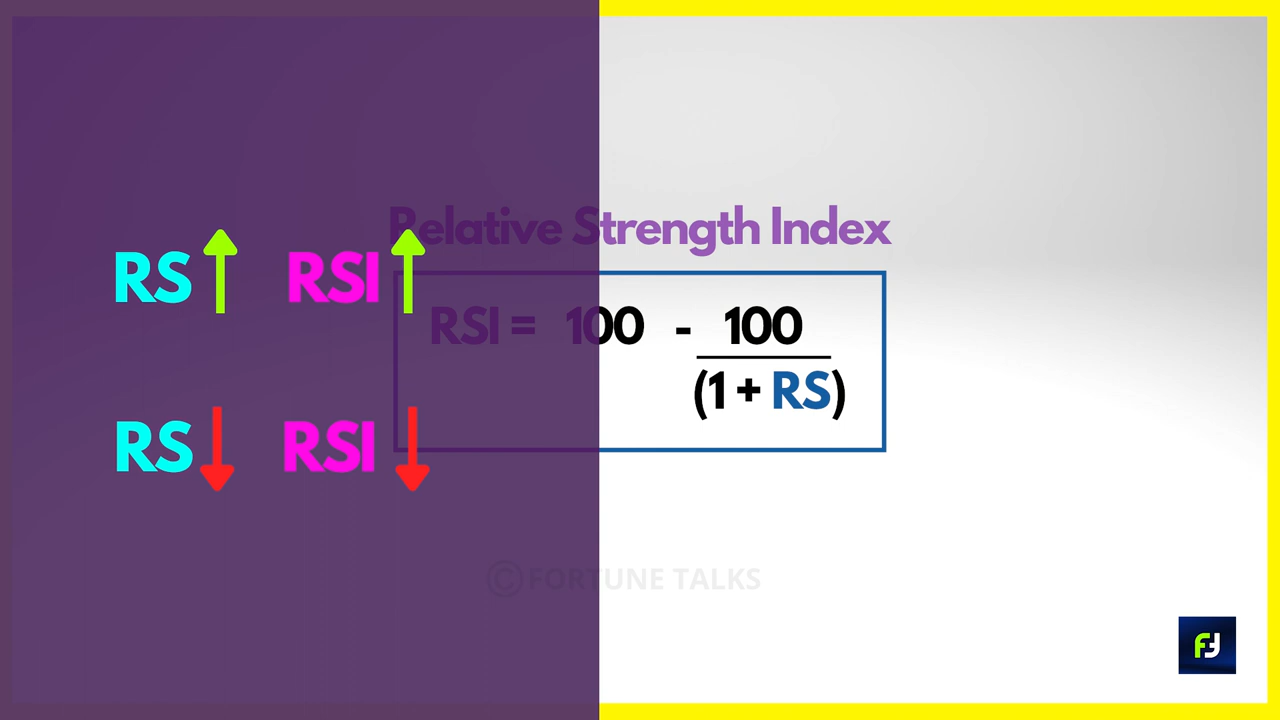 Relative Strength Index
RS RSI
RSI = 100 - 100
(1 + RS)
RS RSI
© FORTUNE TALKS